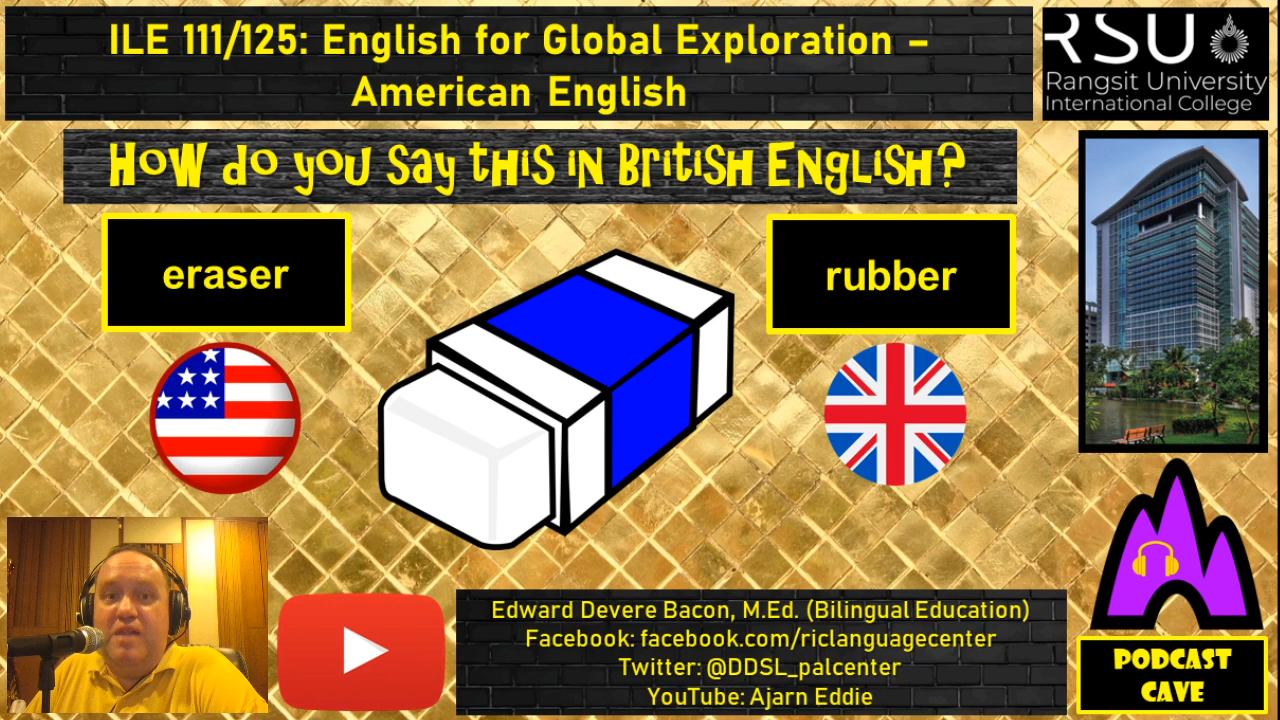 ILE 111/125: English for Global Exploration –
American English
RSU
Rangsit University
International College
How do you say this in British English?
eraser
rubber
Edward Devere Bacon, M.Ed. (Bilingual Education)
Facebook: facebook.com/riclanguagecenter
Twitter: @DDSL_palcenter
YouTube: Ajarn Eddie
PODCAST
CAVE